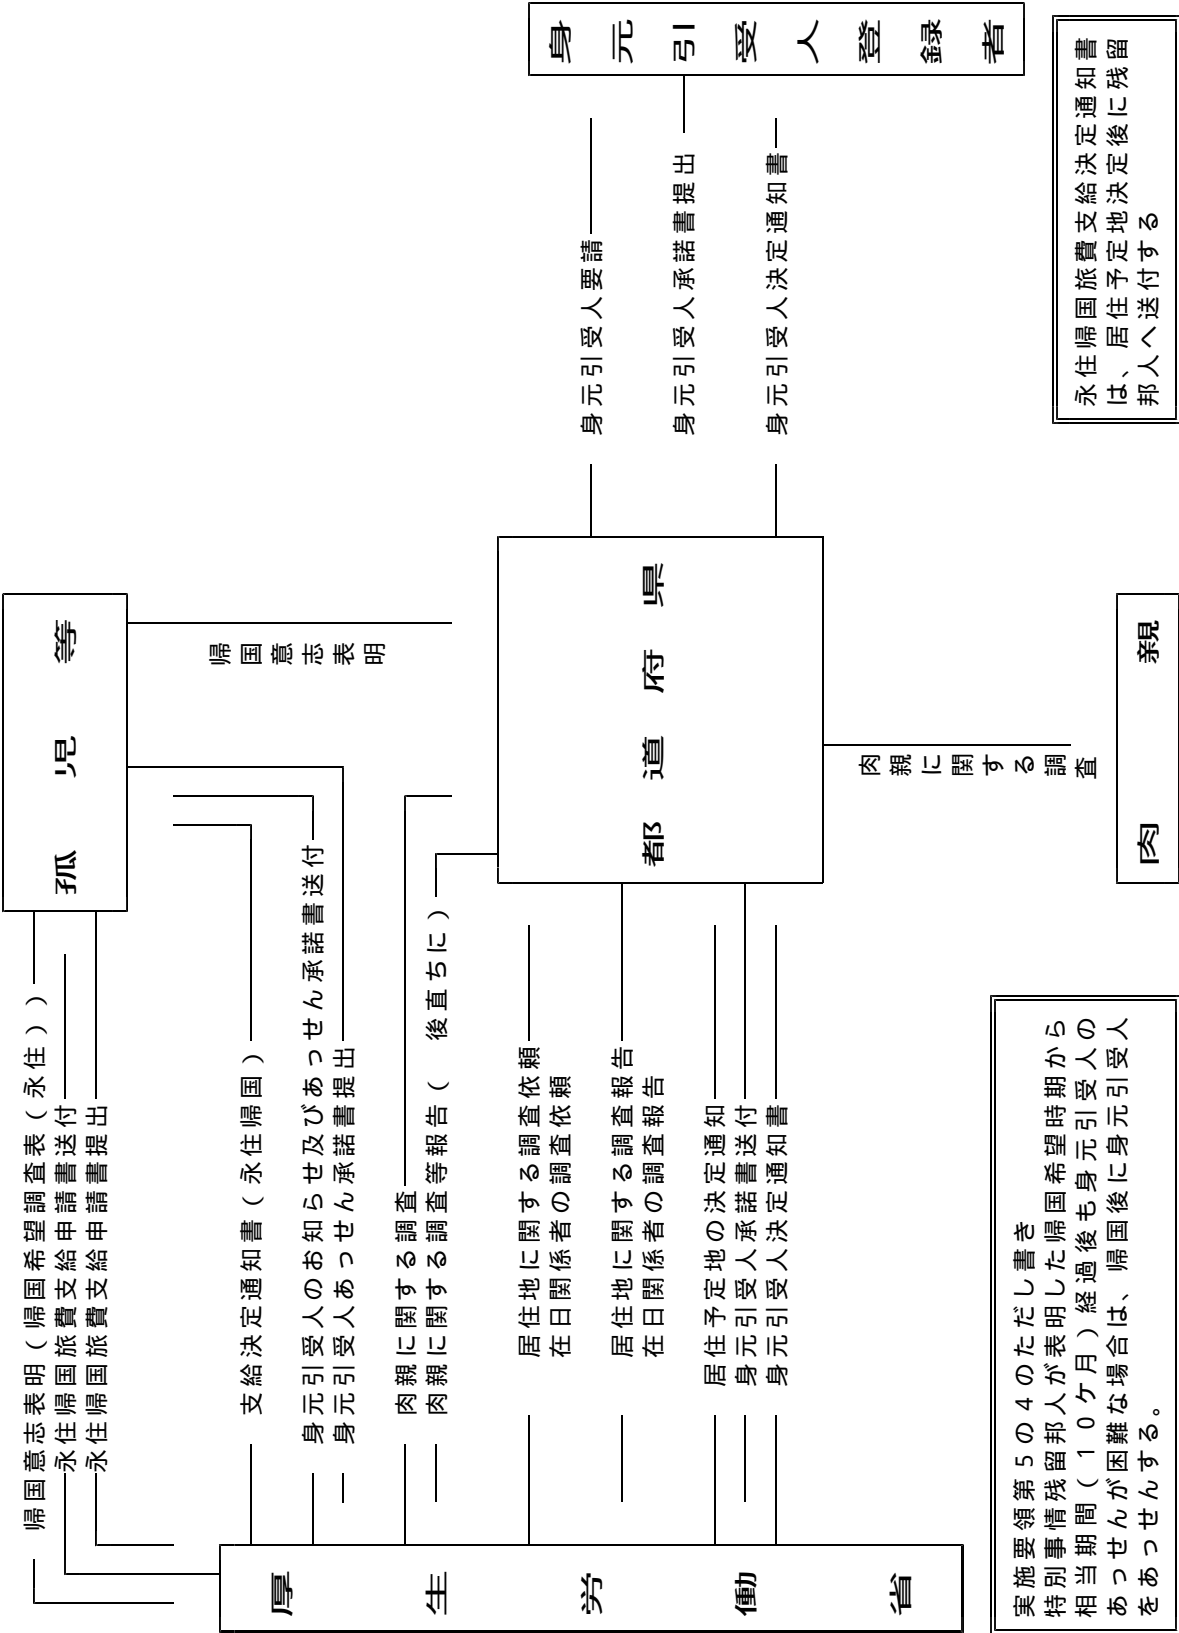 孤児等
帰国意志表明(帰国希望調査表(永住))
永住帰国旅費支給申請書送付
永住帰国旅費支給申請書提出
帰国意志表明
支給決定通知書(永住帰国)
身元引受人のお知らせ及びあっせん承諾書送付
身元引受人あっせん承諾書提出
肉親に関する調査
肉親に関する調査等報告( 後直ちに)
厚生労働省
都道府県
身元引受人登録者
居住地に関する調査依頼
在日関係者の調査依頼
居住地に関する調査報告
在日関係者の調査報告
居住予定地の決定通知
身元引受人承諾書送付
身元引受人決定通知書
身元引受人要請
身元引受人承諾書提出
身元引受人決定通知書
肉親に関する調査
肉親
実施要領第5の4のただし書き
特別事情残留邦人が表明した帰国希望時期から
相当期間(10ケ月)経過後も身元引受人の
あっせんが困難な場合は、帰国後に身元引受人
をあっせんする。
永住帰国旅費支給決定通知書
は、居住予定地決定後に残留
邦人へ送付する